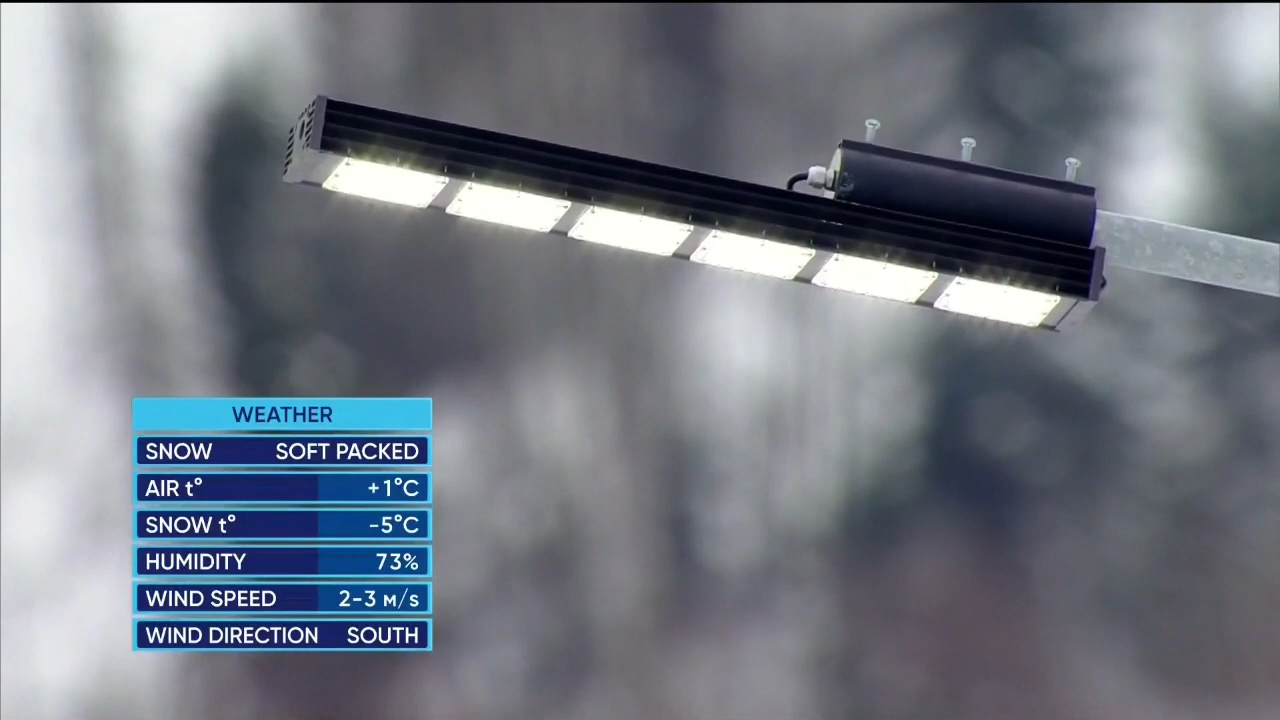 WEATHER
SNOW SOFT PACKED
AIR t° +1°C
SNOW t° -5°C
HUMIDITY 73%
WIND SPEED 2-3 м/s
WIND DIRECTION SOUTH